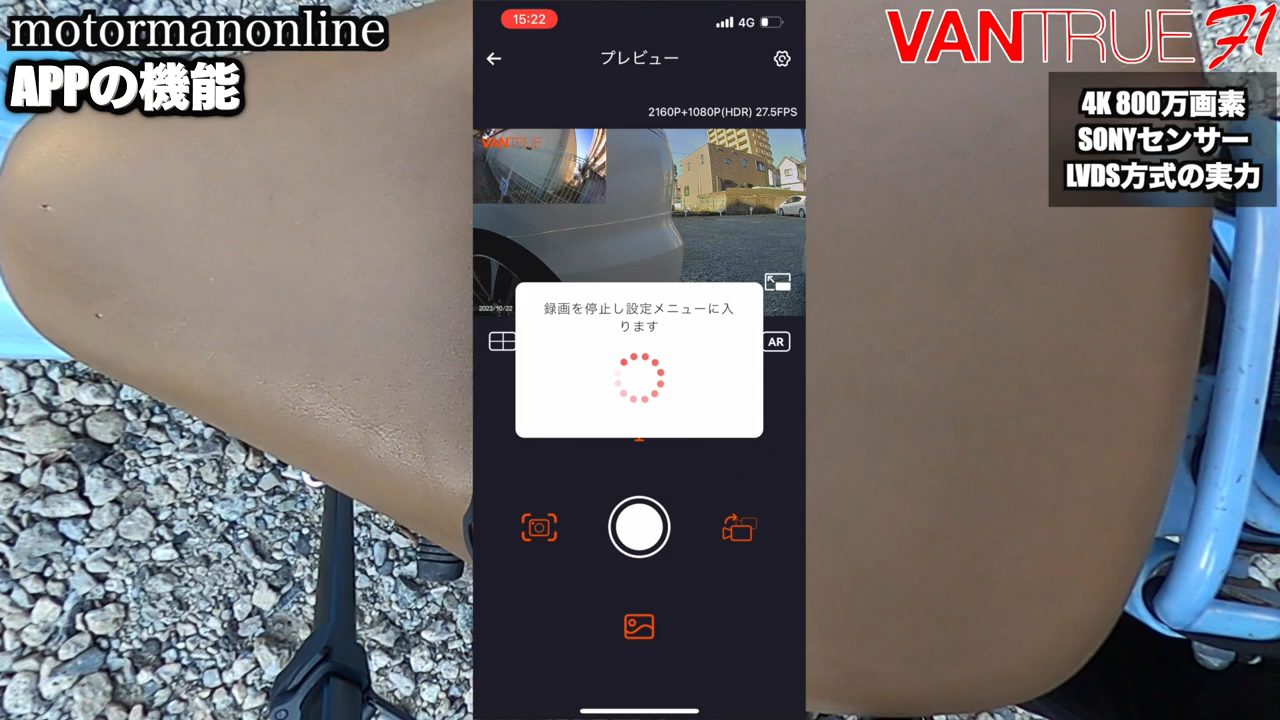 motormanonline
APPの機能
15:22
4G
プレビュー
2160P+1080P(HDR) 27.5FPS
VANTRUE
2023/10/22
録画を停止し設定メニューに入
ります
AR
VANTRUE F1
4K 800万画素
SONYセンサー
LVDS方式の実力